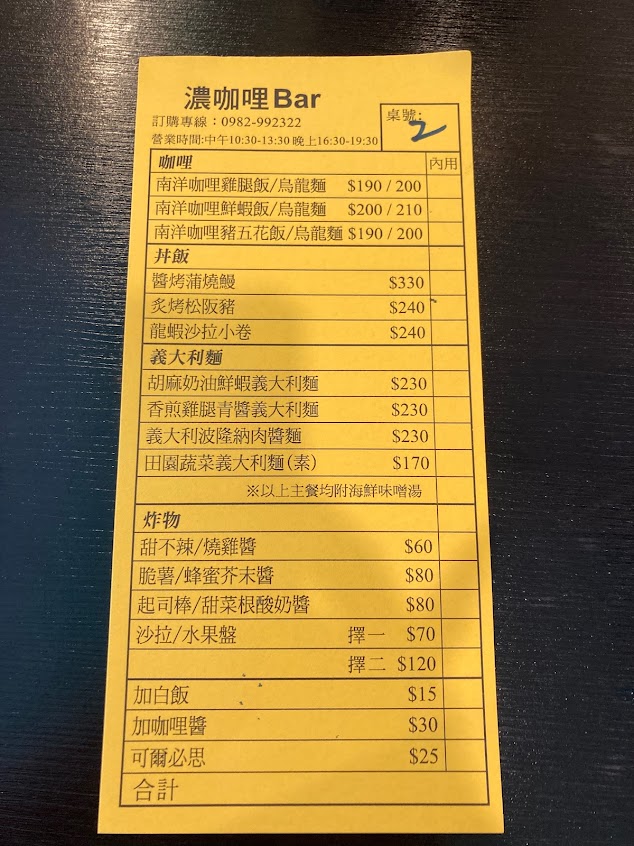 濃咖哩Bar
訂購專線：0982-992322
桌號: 2
營業時間:中午10:30-13:30 晚上16:30-19:30
咖哩 內用
南洋咖哩雞腿飯/烏龍麵 $190 / 200
南洋咖哩鮮蝦飯/烏龍麵 $200 / 210
南洋咖哩豬五花飯/烏龍麵 $190 / 200
丼飯
醬烤蒲燒鰻 $330
炙烤松阪豬 $240
龍蝦沙拉小卷 $240
義大利麵
胡麻奶油鮮蝦義大利麵 $230
香煎雞腿青醬義大利麵 $230
義大利波隆納肉醬麵 $230
田園蔬菜義大利麵(素) $170
※以上主餐均附海鮮味噌湯
炸物
甜不辣/燒雞醬 $60
脆薯/蜂蜜芥末醬 $80
起司棒/甜菜根酸奶醬 $80
沙拉/水果盤 擇一 $70
擇二 $120
加白飯 $15
加咖哩醬 $30
可爾必思 $25
合計